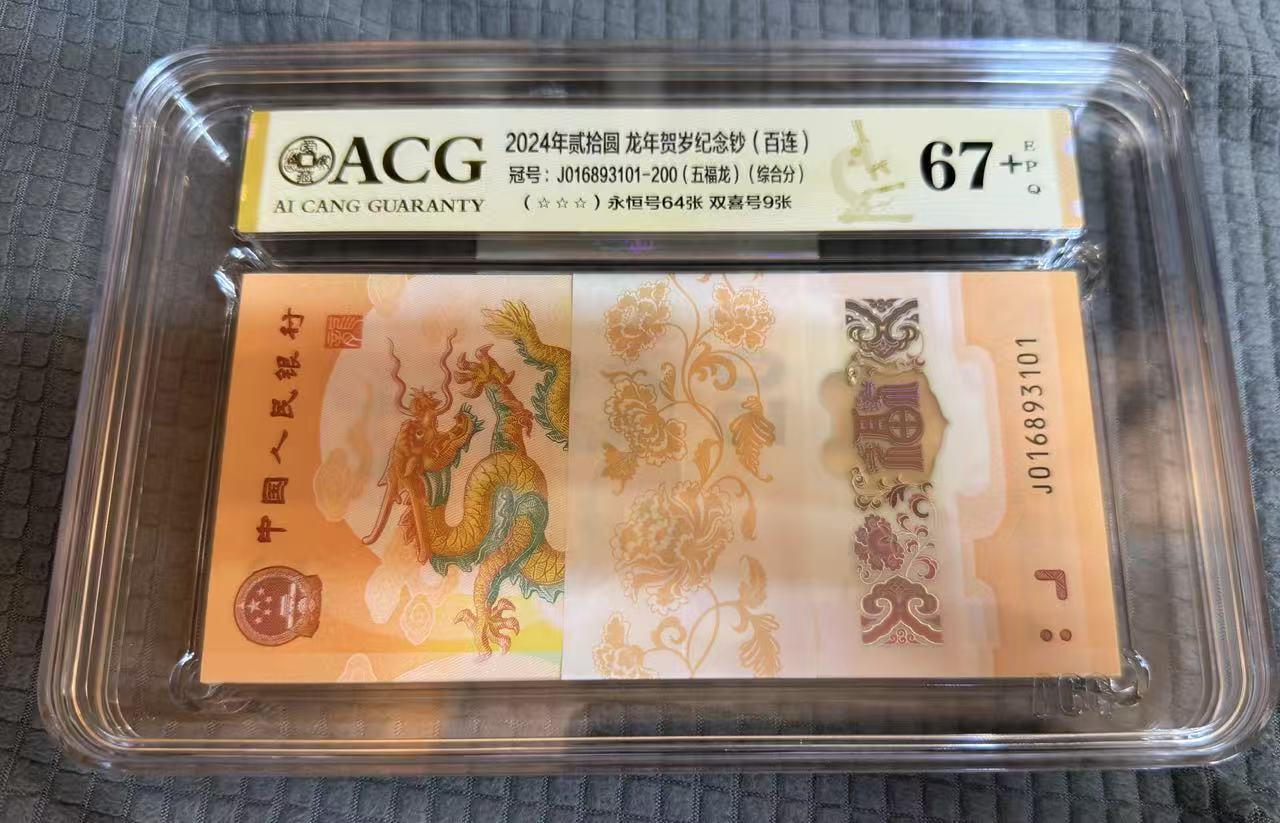 ACG
AI CANG GUARANTY
2024年贰拾圆 龙年贺岁纪念钞（百连）
冠号：J016893101-200（五福龙）（综合分）
（☆☆☆）永恒号64张 双喜号9张
67+
EPQ
中国人民银行
J016893101
ACG